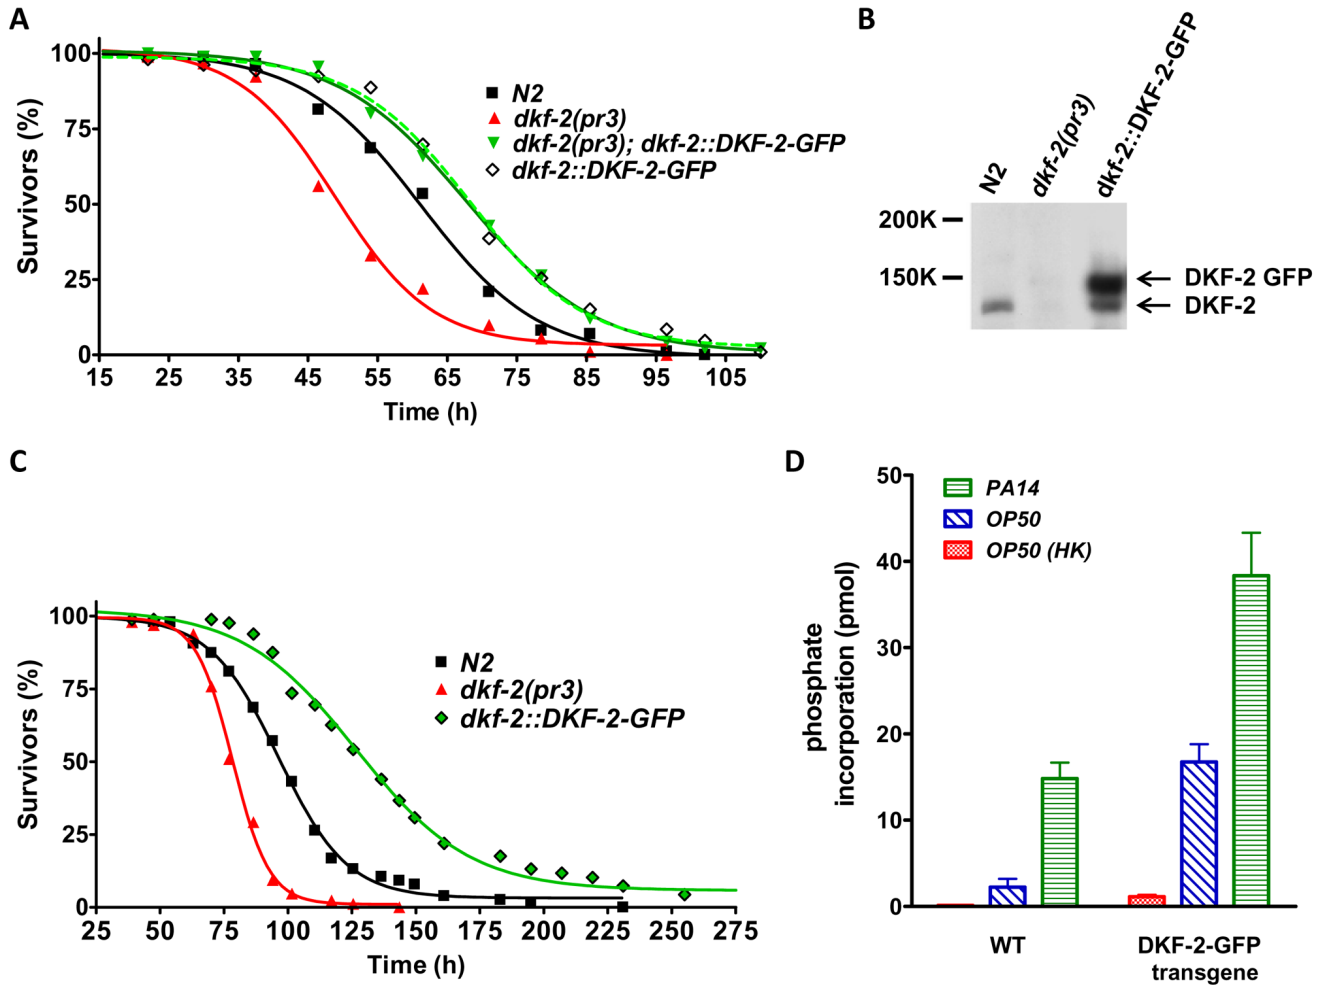 A
100
75
50
25
0
Survivors (%)
15 25 35 45 55 65 75 85 95 105
Time (h)
N2
dkf-2(pr3)
dkf-2(pr3); dkf-2::DKF-2-GFP
dkf-2::DKF-2-GFP
B
N2
dkf-2(pr3)
dkf-2::DKF-2-GFP
200K
150K
DKF-2 GFP
DKF-2
C
100
75
50
25
0
Survivors (%)
25 50 75 100 125 150 175 200 225 250 275
Time (h)
N2
dkf-2(pr3)
dkf-2::DKF-2-GFP
D
50
40
30
20
10
0
phosphate
incorporation (pmol)
PA14
OP50
OP50 (HK)
WT
DKF-2-GFP
transgene